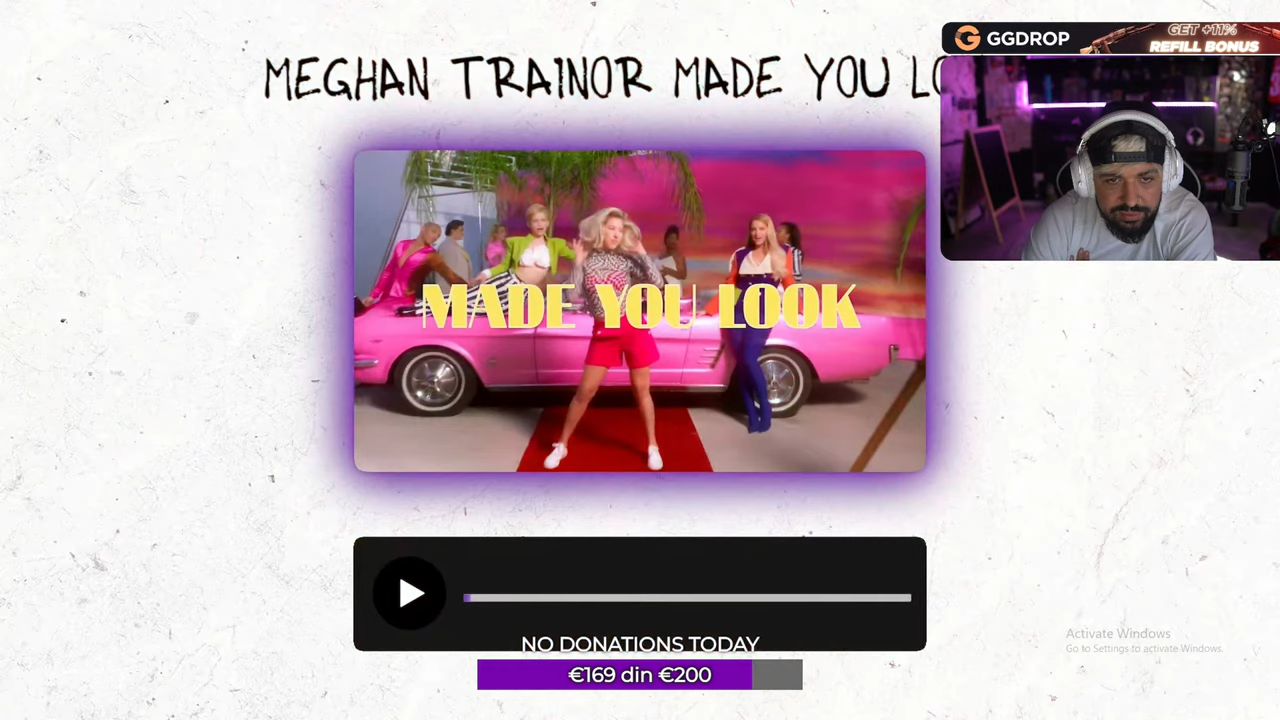 GGDROP
GET +11%
REFILL BONUS
MEGHAN TRAINOR MADE YOU LO
MADE YOU LOOK
NO DONATIONS TODAY
€169 din €200
Activate Windows
Go to Settings to activate Windows.